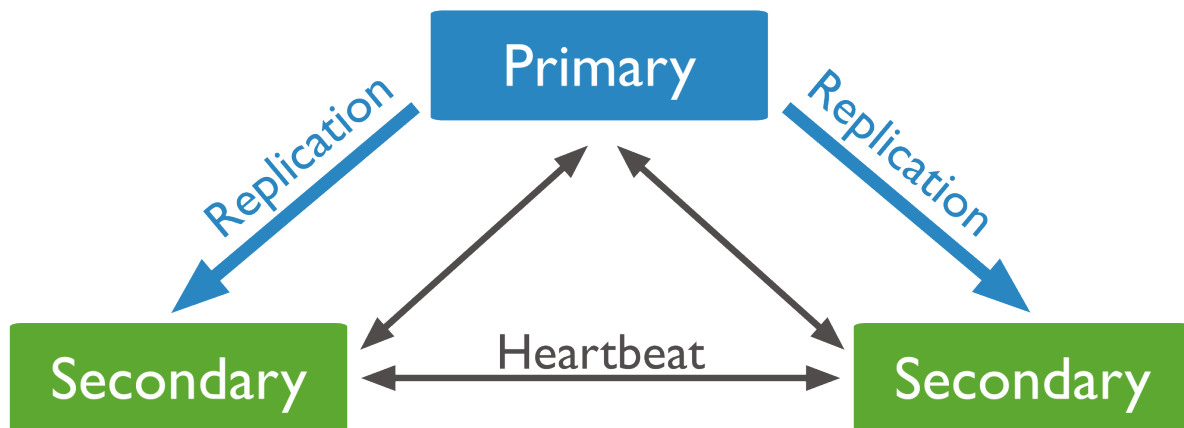 Primary
Replication
Replication
Heartbeat
Secondary
Secondary